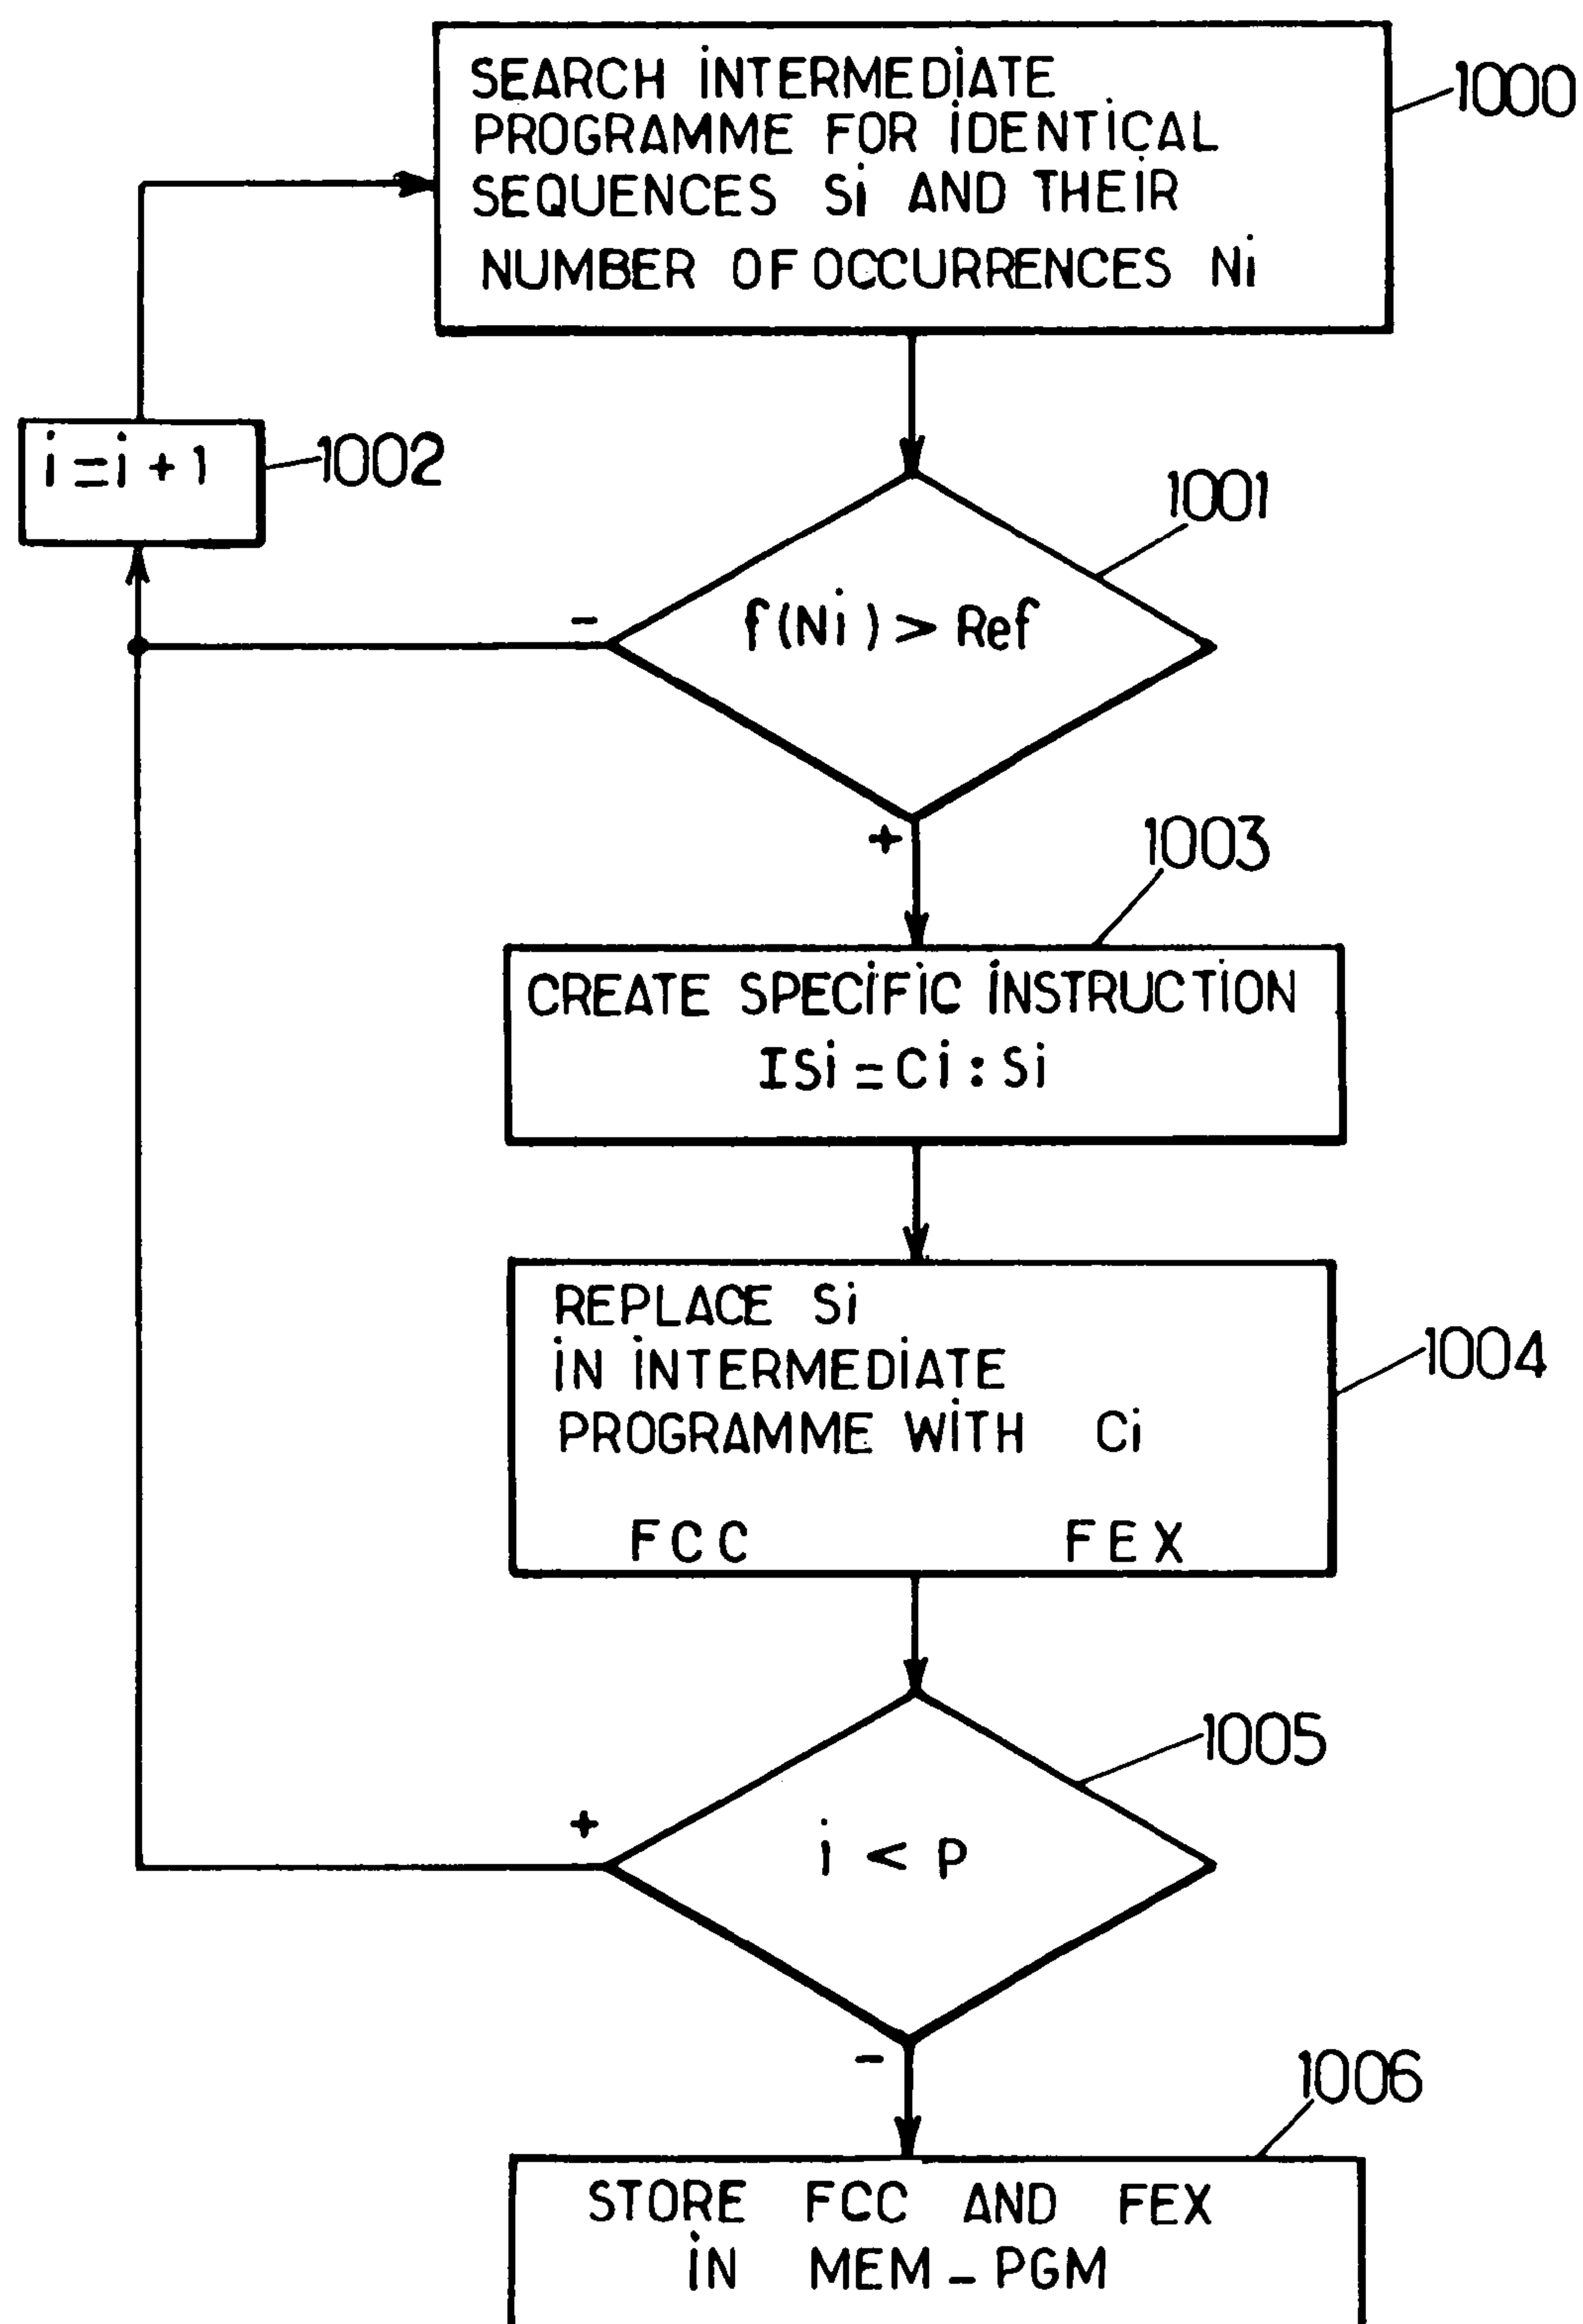 SEARCH INTERMEDIATE
PROGRAMME FOR IDENTICAL
SEQUENCES Si AND THEIR
NUMBER OF OCCURRENCES Ni
1000
i=i+1
1002
1001
f(Ni) > Ref
-
+
1003
CREATE SPECIFIC INSTRUCTION
ISi = Ci : Si
REPLACE Si
IN INTERMEDIATE
PROGRAMME WITH Ci
FCC FEX
1004
1005
i < P
+
-
1006
STORE FCC AND FEX
IN MEM_PGM